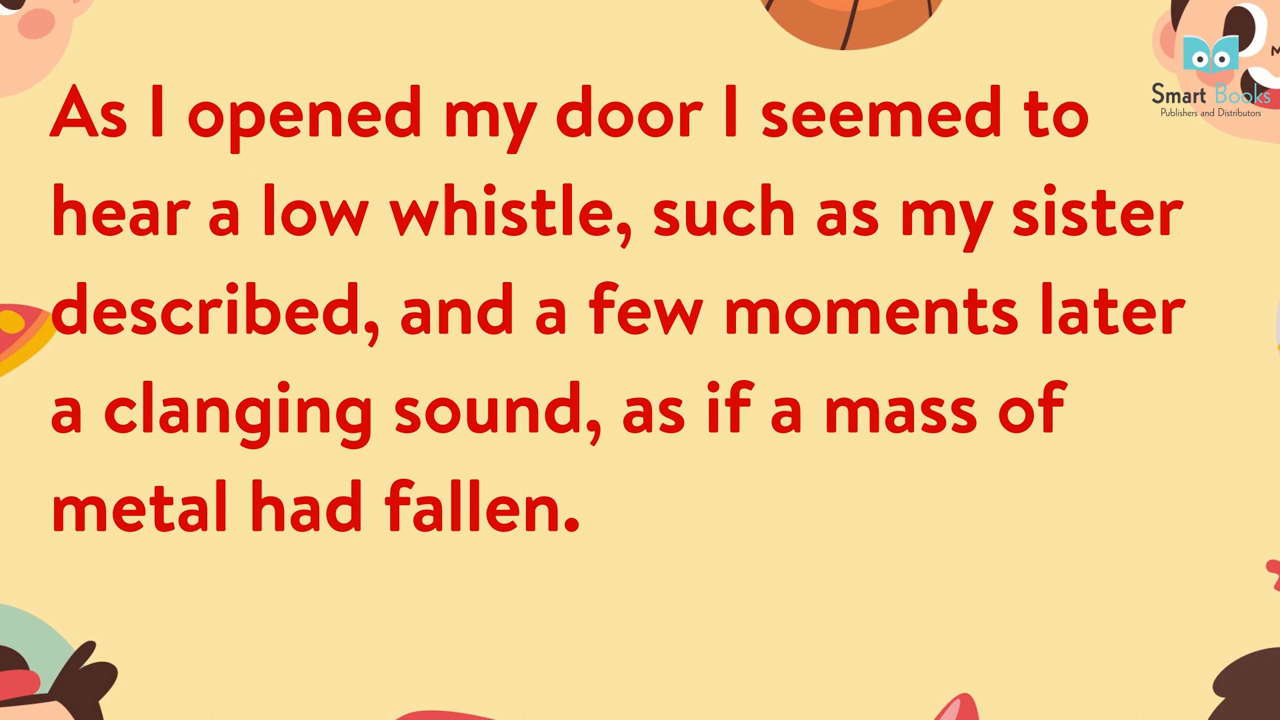 As I opened my door I seemed to
hear a low whistle, such as my sister
described, and a few moments later
a clanging sound, as if a mass of
metal had fallen.
Smart Books
Publishers and Distributors